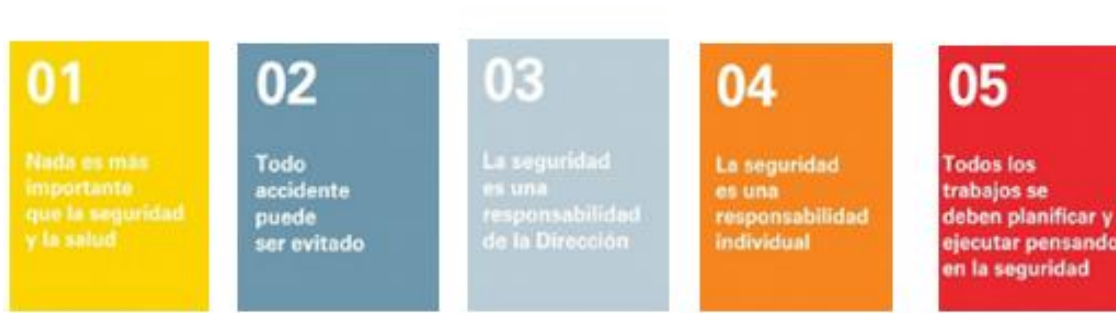 01
Nada es más
importante
que la seguridad
y la salud
02
Todo
accidente
puede
ser evitado
03
La seguridad
es una
responsabilidad
de la Dirección
04
La seguridad
es una
responsabilidad
individual
05
Todos los
trabajos se
deben planificar y
ejecutar pensando
en la seguridad